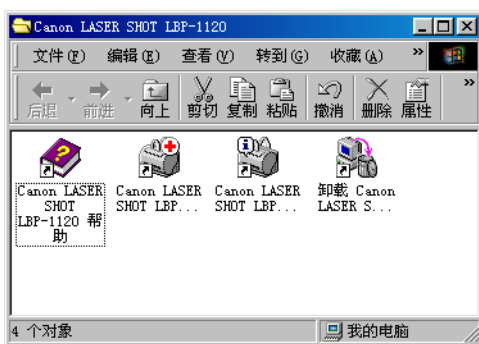 Canon LASER SHOT LBP-1120
文件(F) 编辑(E) 查看(V) 转到(G) 收藏(A) »
后退 前进 向上 剪切 复制 粘贴 撤消 删除 属性 »
Canon LASER
SHOT
LBP-1120 帮
助
Canon LASER
SHOT LBP...
Canon LASER
SHOT LBP...
卸载 Canon
LASER S...
4 个对象
我的电脑